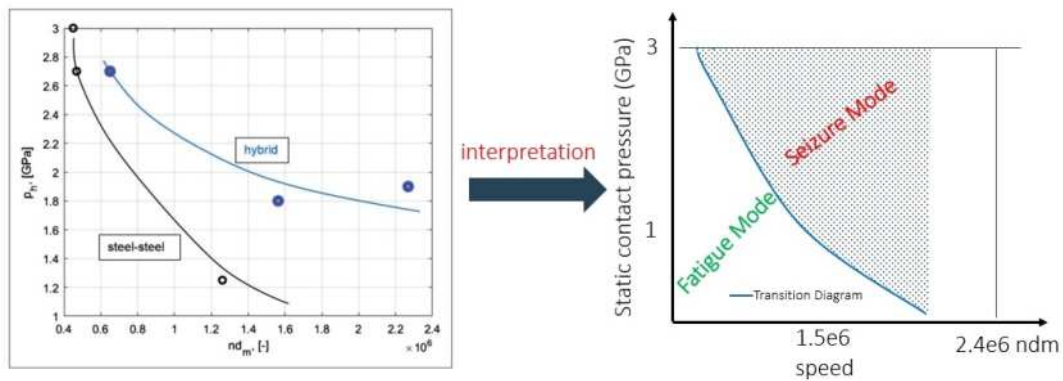 3
2.8
2.6
2.4
2.2
2
1.8
1.6
1.4
1.2
1
p_h, [GPa]
hybrid
steel-steel
0.4 0.6 0.8 1 1.2 1.4 1.6 1.8 2 2.2 2.4
× 10^6
nd_m, [-]
interpretation
Static contact pressure (GPa)
3
1
Seizure Mode
Fatigue Mode
Transition Diagram
1.5e6
2.4e6 ndm
speed